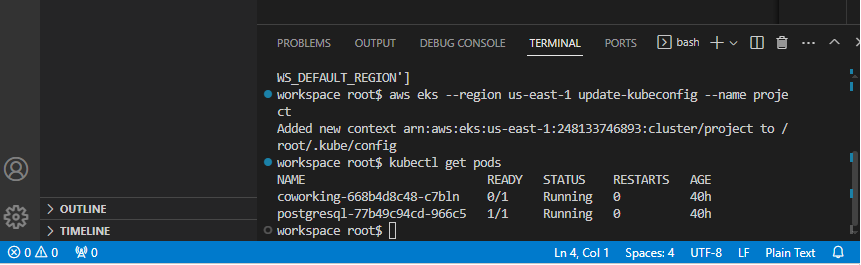 PROBLEMS OUTPUT DEBUG CONSOLE TERMINAL PORTS bash
WS_DEFAULT_REGION']
workspace root$ aws eks --region us-east-1 update-kubeconfig --name proje
ct
Added new context arn:aws:eks:us-east-1:248133746893:cluster/project to /
root/.kube/config
workspace root$ kubectl get pods
NAME READY STATUS RESTARTS AGE
coworking-668b4d8c48-c7bln 0/1 Running 0 40h
postgresql-77b49c94cd-966c5 1/1 Running 0 40h
workspace root$
OUTLINE
TIMELINE
0 0 0 Ln 4, Col 1 Spaces: 4 UTF-8 LF Plain Text